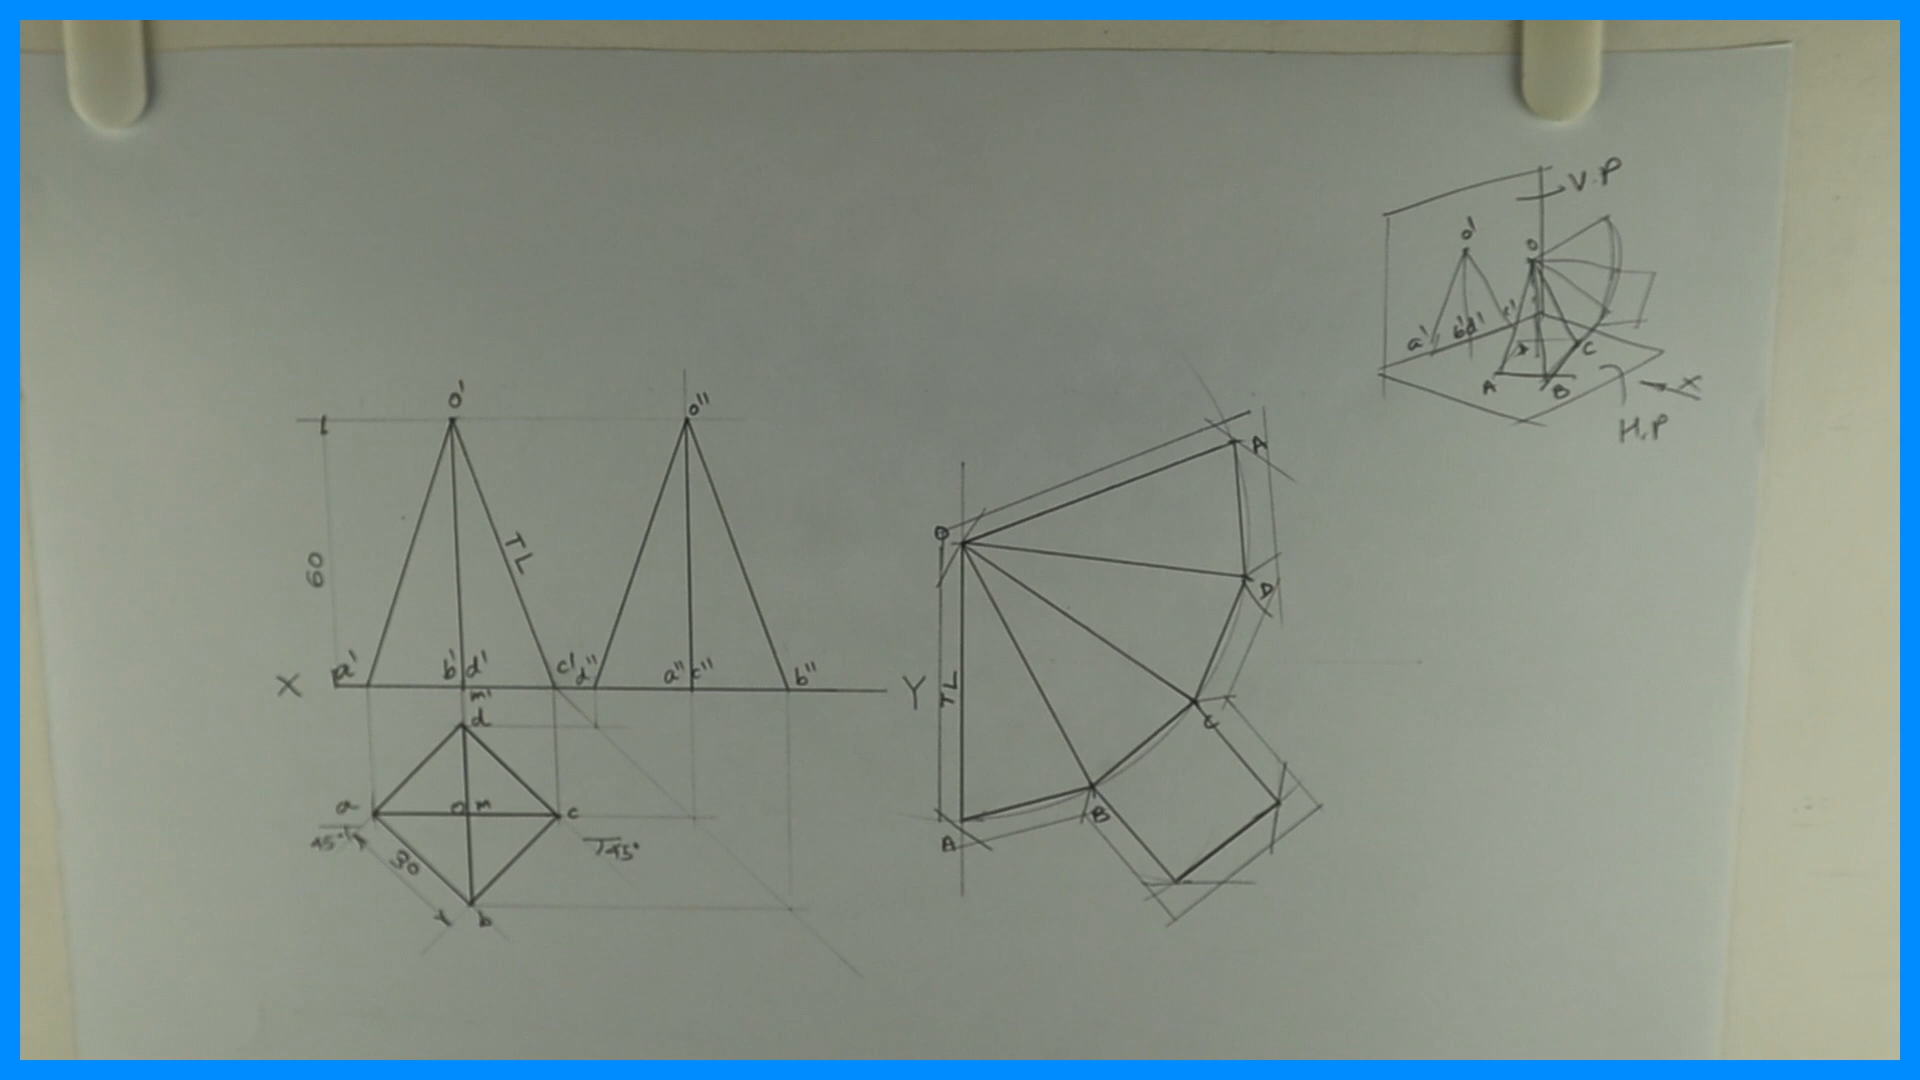 V.P
o'
o
a'
b'd'
c'
A
B
C
X
H.P
o'
o"
60
TL
X
a'
b'd'
c'd"
a"c"
b"
Y
m'
d
a
o m
c
45°
30
45°
b
O
A
D
TL
C
B
A